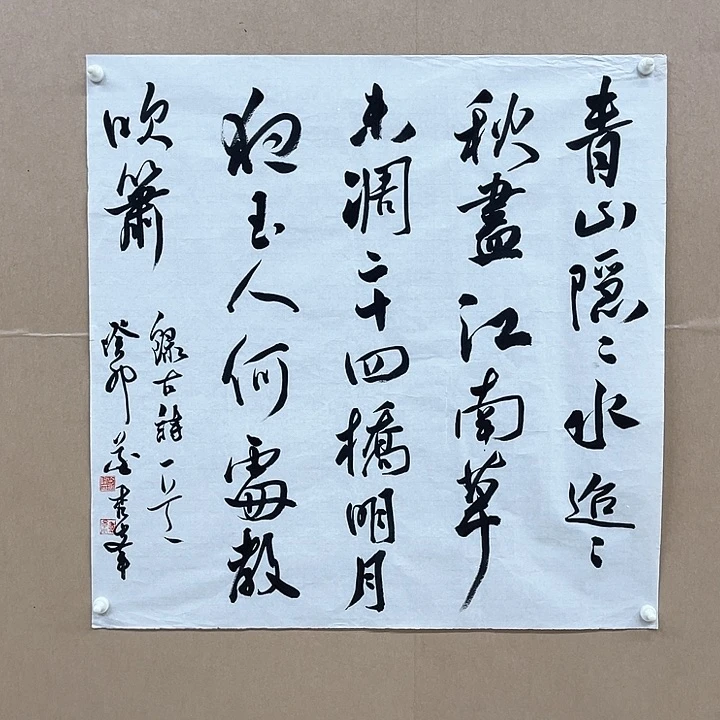 青山隱〻水迢〻
秋盡江南草
未凋二十四橋明月
夜玉人何處教
吹簫
錄古詩一首
癸卯